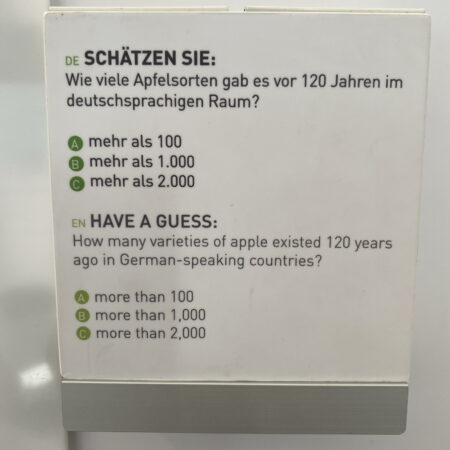 DE SCHÄTZEN SIE:
Wie viele Apfelsorten gab es vor 120 Jahren im
deutschsprachigen Raum?
A mehr als 100
B mehr als 1.000
C mehr als 2.000
EN HAVE A GUESS:
How many varieties of apple existed 120 years
ago in German-speaking countries?
A more than 100
B more than 1,000
C more than 2,000